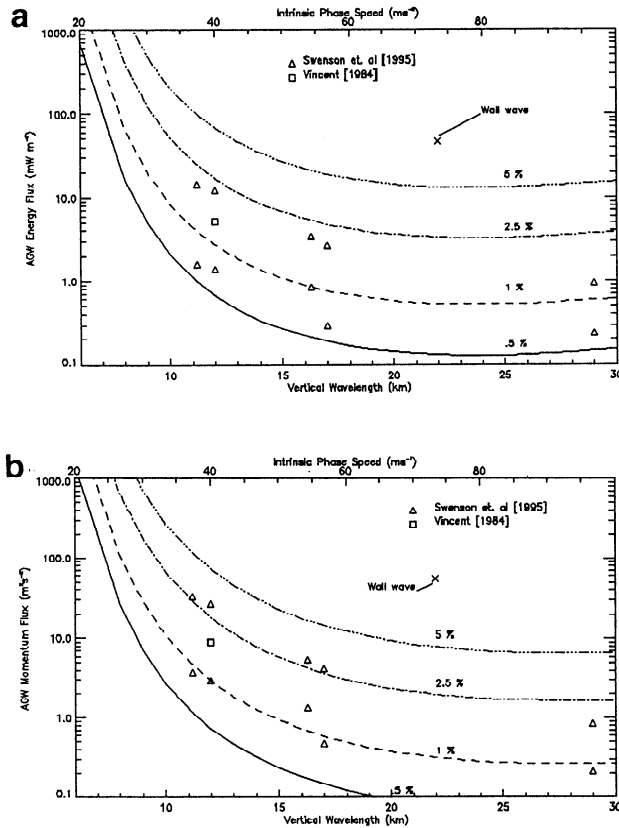 a
Intrinsic Phase Speed (ms⁻¹)
20 40 60 80
1000.0
100.0
10.0
1.0
0.1
AGW Energy Flux (mW m⁻²)
△ Swenson et. al [1995]
□ Vincent [1984]
Wall wave
5 %
2.5 %
1 %
.5 %
10 15 20 25 30
Vertical Wavelength (km)
b
Intrinsic Phase Speed (ms⁻¹)
20 40 60 80
1000.0
100.0
10.0
1.0
0.1
AGW Momentum Flux (m²s⁻²)
△ Swenson et. al [1995]
□ Vincent [1984]
Wall wave
5 %
2.5 %
1 %
.5 %
10 15 20 25 30
Vertical Wavelength (km)